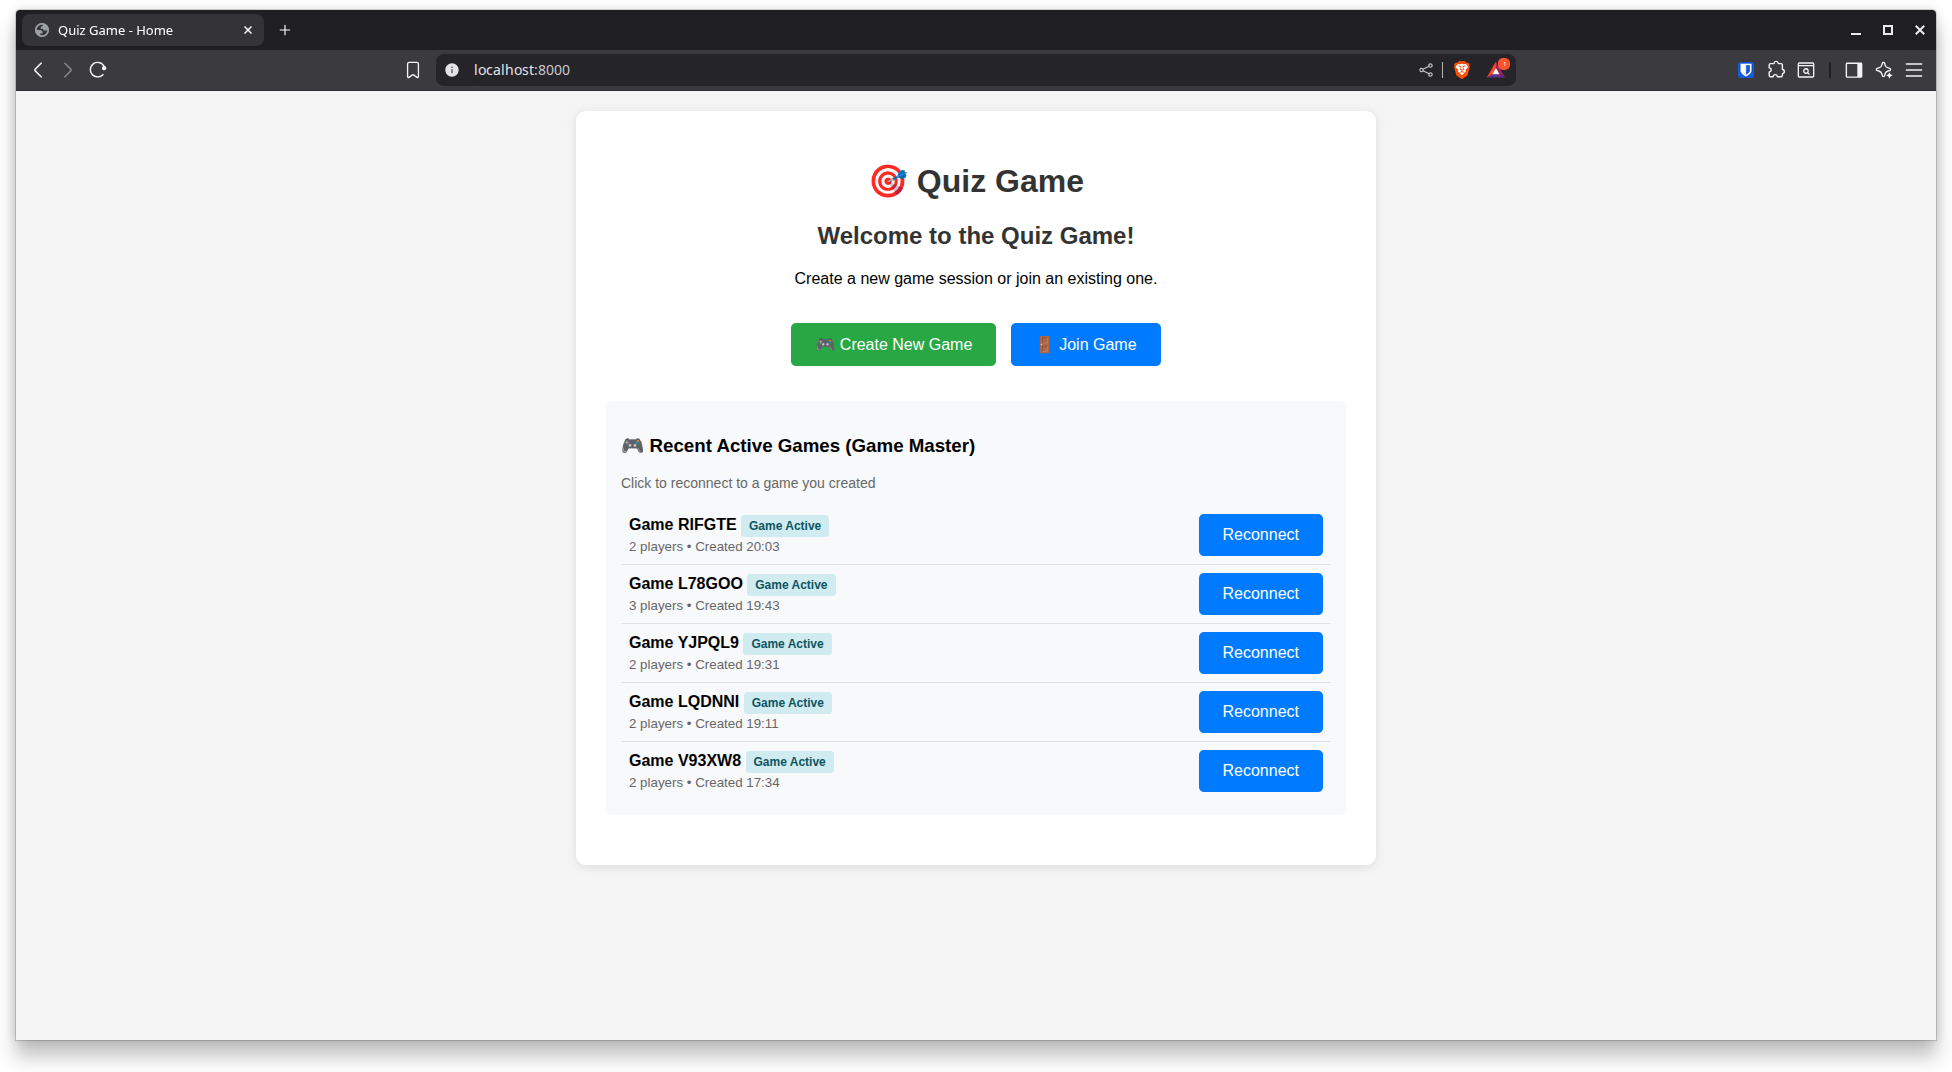 Quiz Game - Home
localhost:8000
🎯 Quiz Game
Welcome to the Quiz Game!
Create a new game session or join an existing one.
🎮 Create New Game
🚪 Join Game
🎮 Recent Active Games (Game Master)
Click to reconnect to a game you created
Game RIFGTE Game Active
2 players • Created 20:03
Reconnect
Game L78GOO Game Active
3 players • Created 19:43
Reconnect
Game YJPQL9 Game Active
2 players • Created 19:31
Reconnect
Game LQDNNI Game Active
2 players • Created 19:11
Reconnect
Game V93XW8 Game Active
2 players • Created 17:34
Reconnect